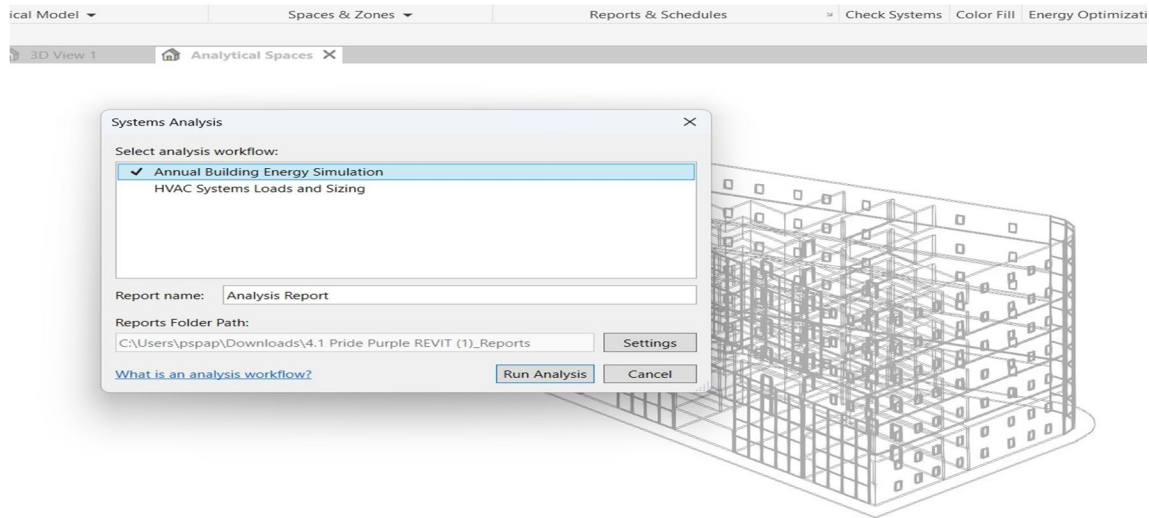 ical Model Spaces & Zones Reports & Schedules Check Systems Color Fill Energy Optimizati
3D View 1 Analytical Spaces
Systems Analysis
Select analysis workflow:
Annual Building Energy Simulation
HVAC Systems Loads and Sizing
Report name: Analysis Report
Reports Folder Path:
C:\Users\pspap\Downloads\4.1 Pride Purple REVIT (1)_Reports Settings
What is an analysis workflow? Run Analysis Cancel